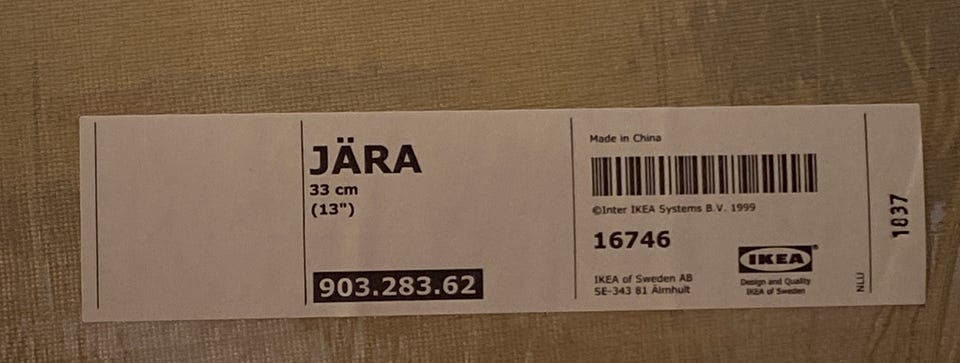 JÄRA
33 cm
(13")
903.283.62
Made in China
©Inter IKEA Systems B.V. 1999
16746
IKEA of Sweden AB
SE-343 81 Älmhult
IKEA®
Design and Quality
IKEA of Sweden
NLU
1837